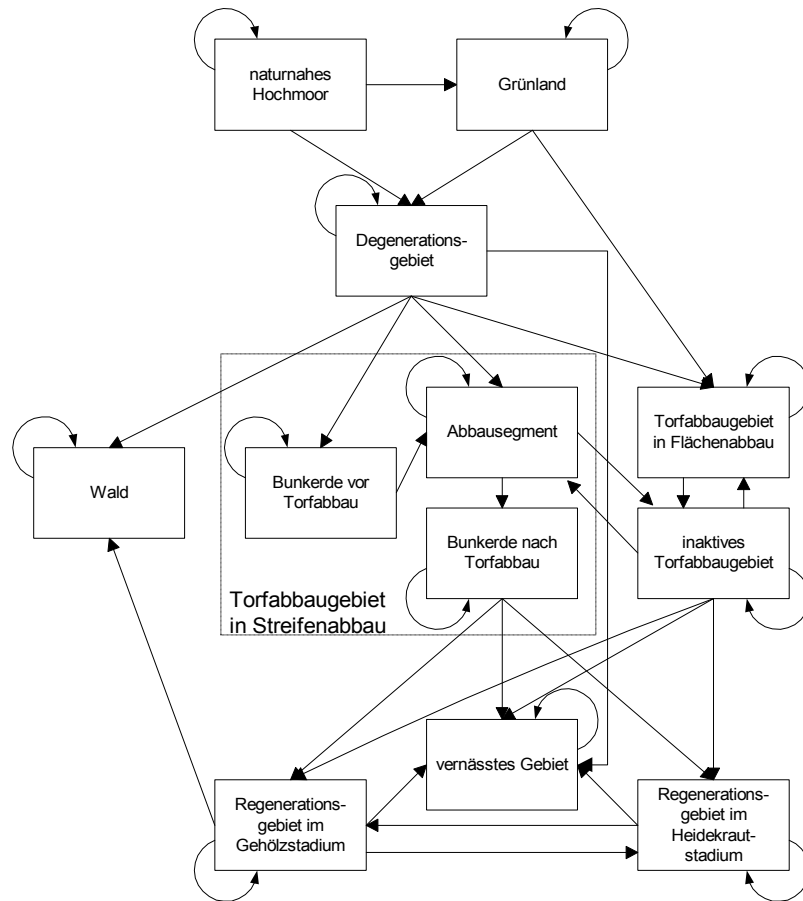 naturnahes
Hochmoor
Grünland
Degenerations-
gebiet
Abbausegment
Torfabbaugebiet
in Flächenabbau
Wald
Bunkerde vor
Torfabbau
Bunkerde nach
Torfabbau
inaktives
Torfabbaugebiet
Torfabbaugebiet
in Streifenabbau
vernässtes Gebiet
Regenerations-
gebiet im
Gehölzstadium
Regenerations-
gebiet im
Heidekraut-
stadium